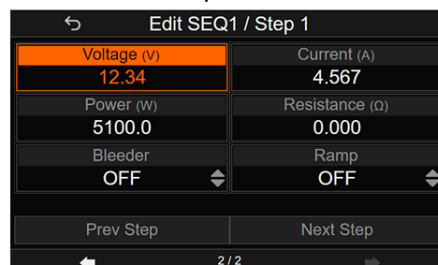 Edit SEQ1 / Step 1
Voltage (V) Current (A)
12.34 4.567
Power (W) Resistance (Ω)
5100.0 0.000
Bleeder Ramp
OFF OFF
Prev Step Next Step
2 / 2